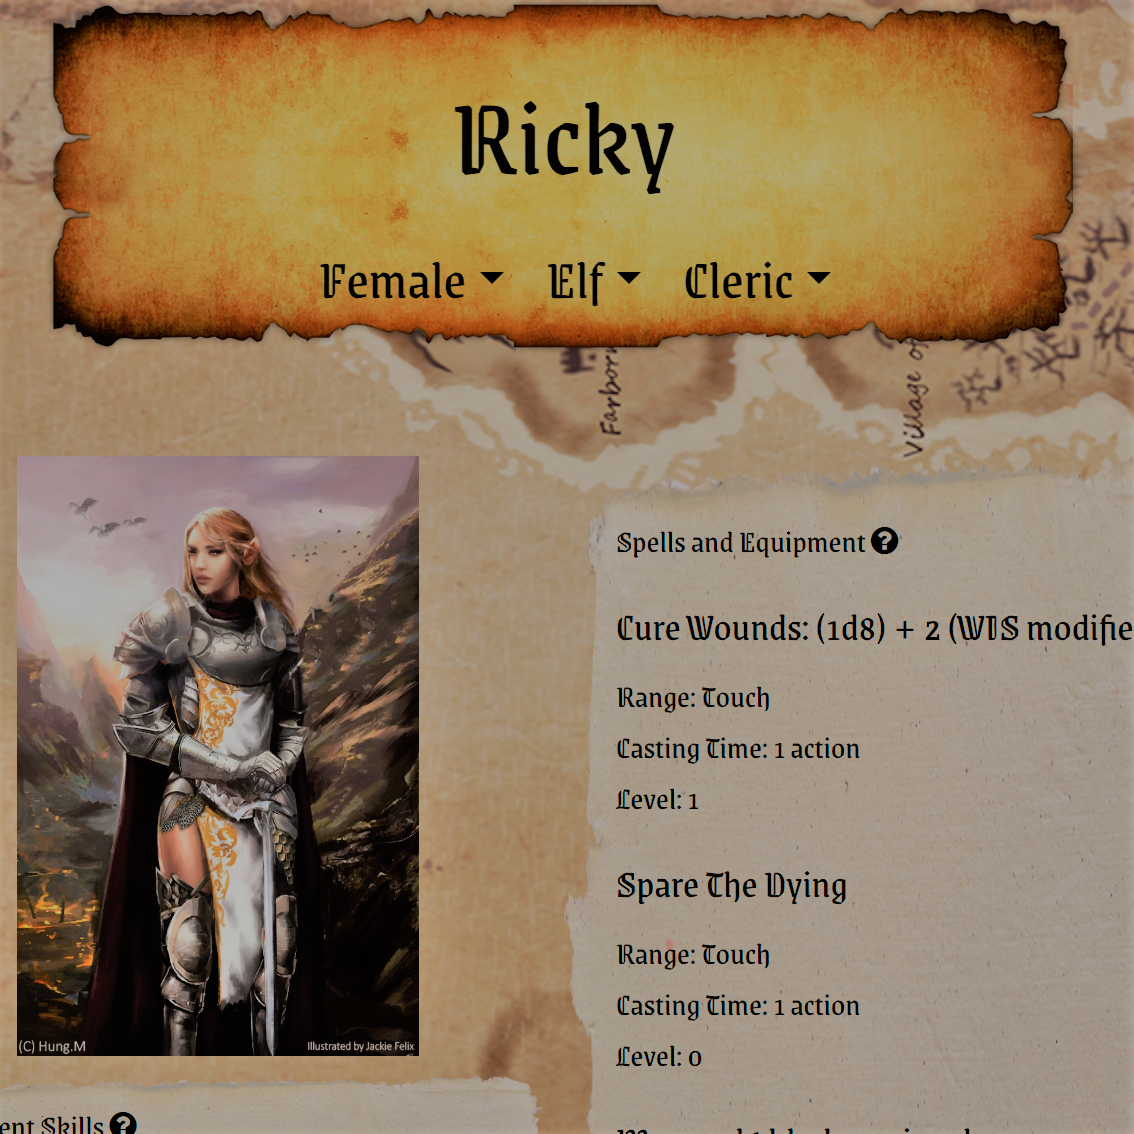 Ricky
Female Elf Cleric
Farborn
Village of
Spells and Equipment ?
Cure Wounds: (1d8) + 2 (WIS modifie
Range: Touch
Casting Time: 1 action
Level: 1
Spare The Dying
Range: Touch
Casting Time: 1 action
Level: 0
(C) Hung.M
Illustrated by Jackie Felix
ent Skills ?